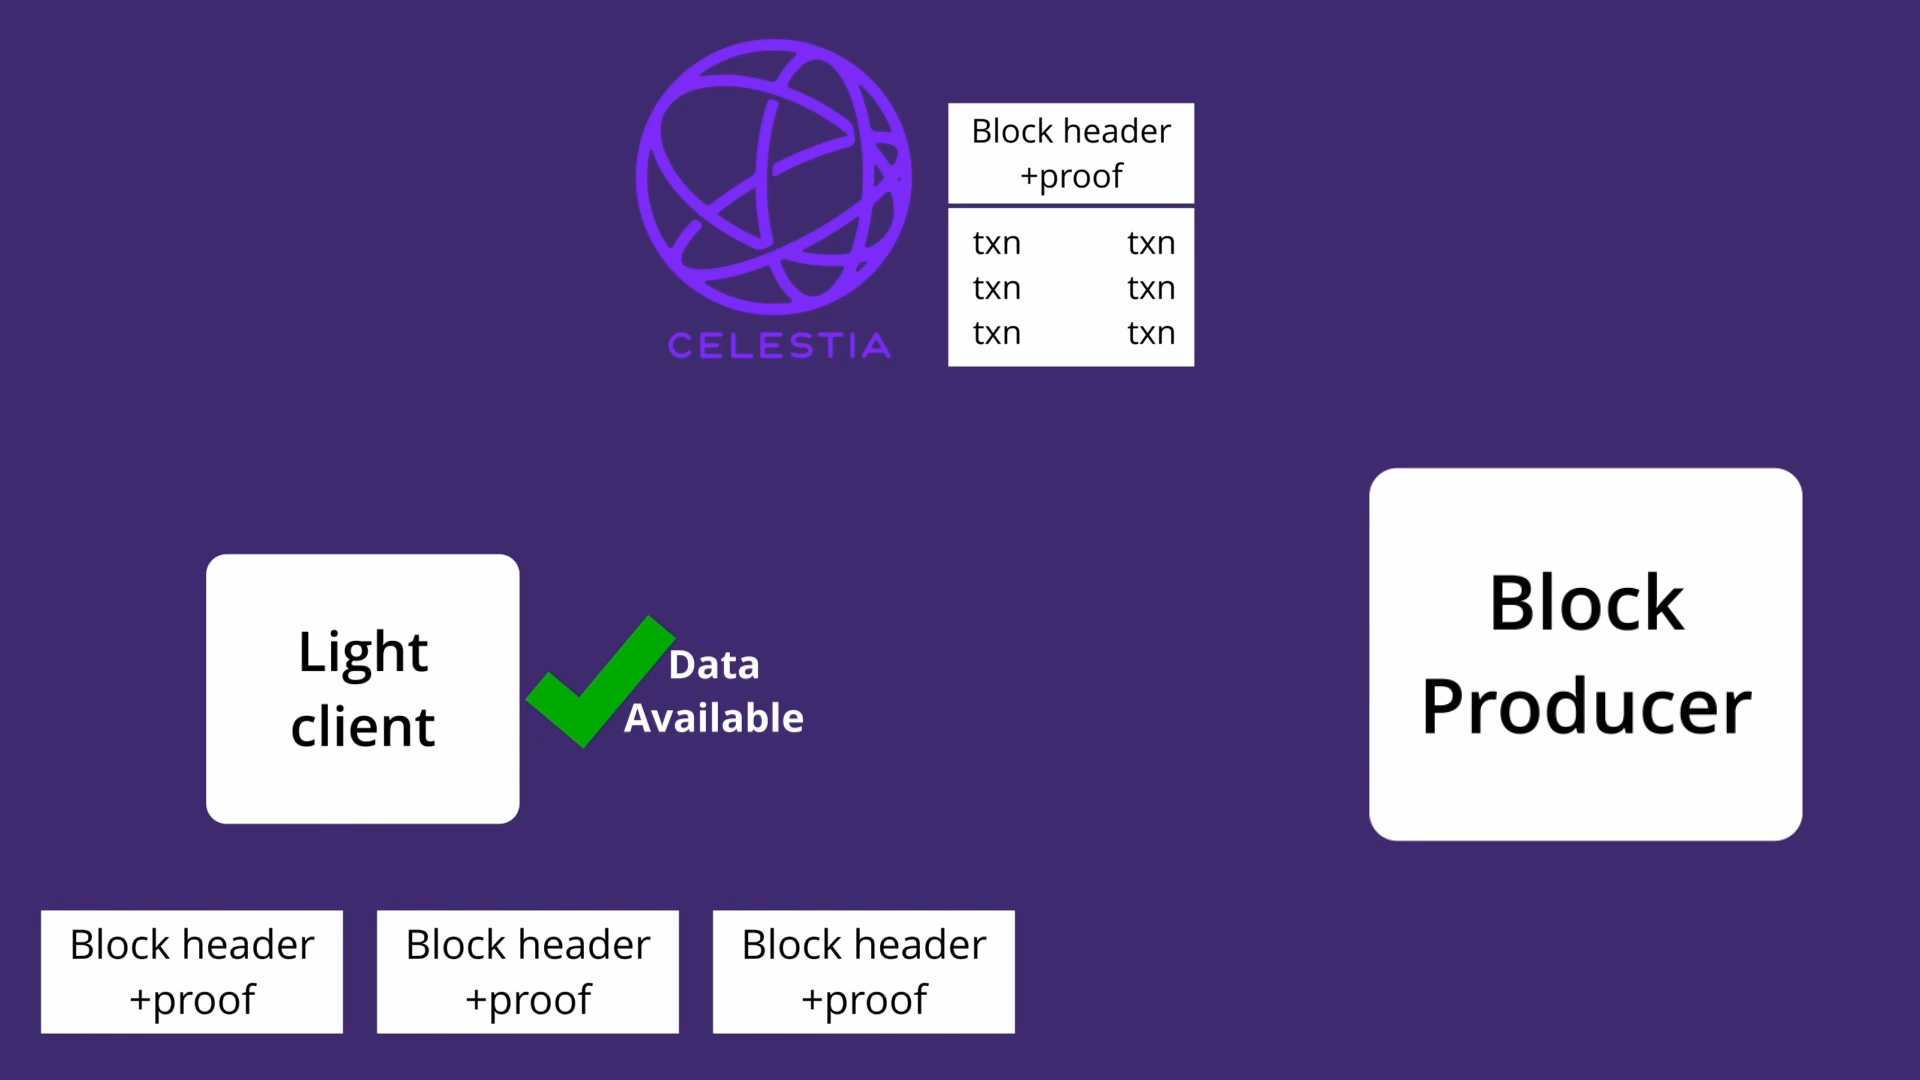 Block header
+proof
txn txn
txn txn
txn txn
CELESTIA
Light
client
Data
Available
Block
Producer
Block header
+proof
Block header
+proof
Block header
+proof